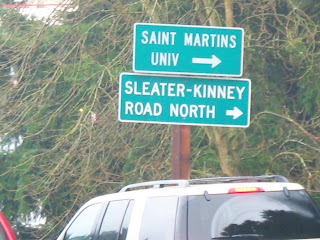 SAINT MARTINS
UNIV →
SLEATER-KINNEY
ROAD NORTH →